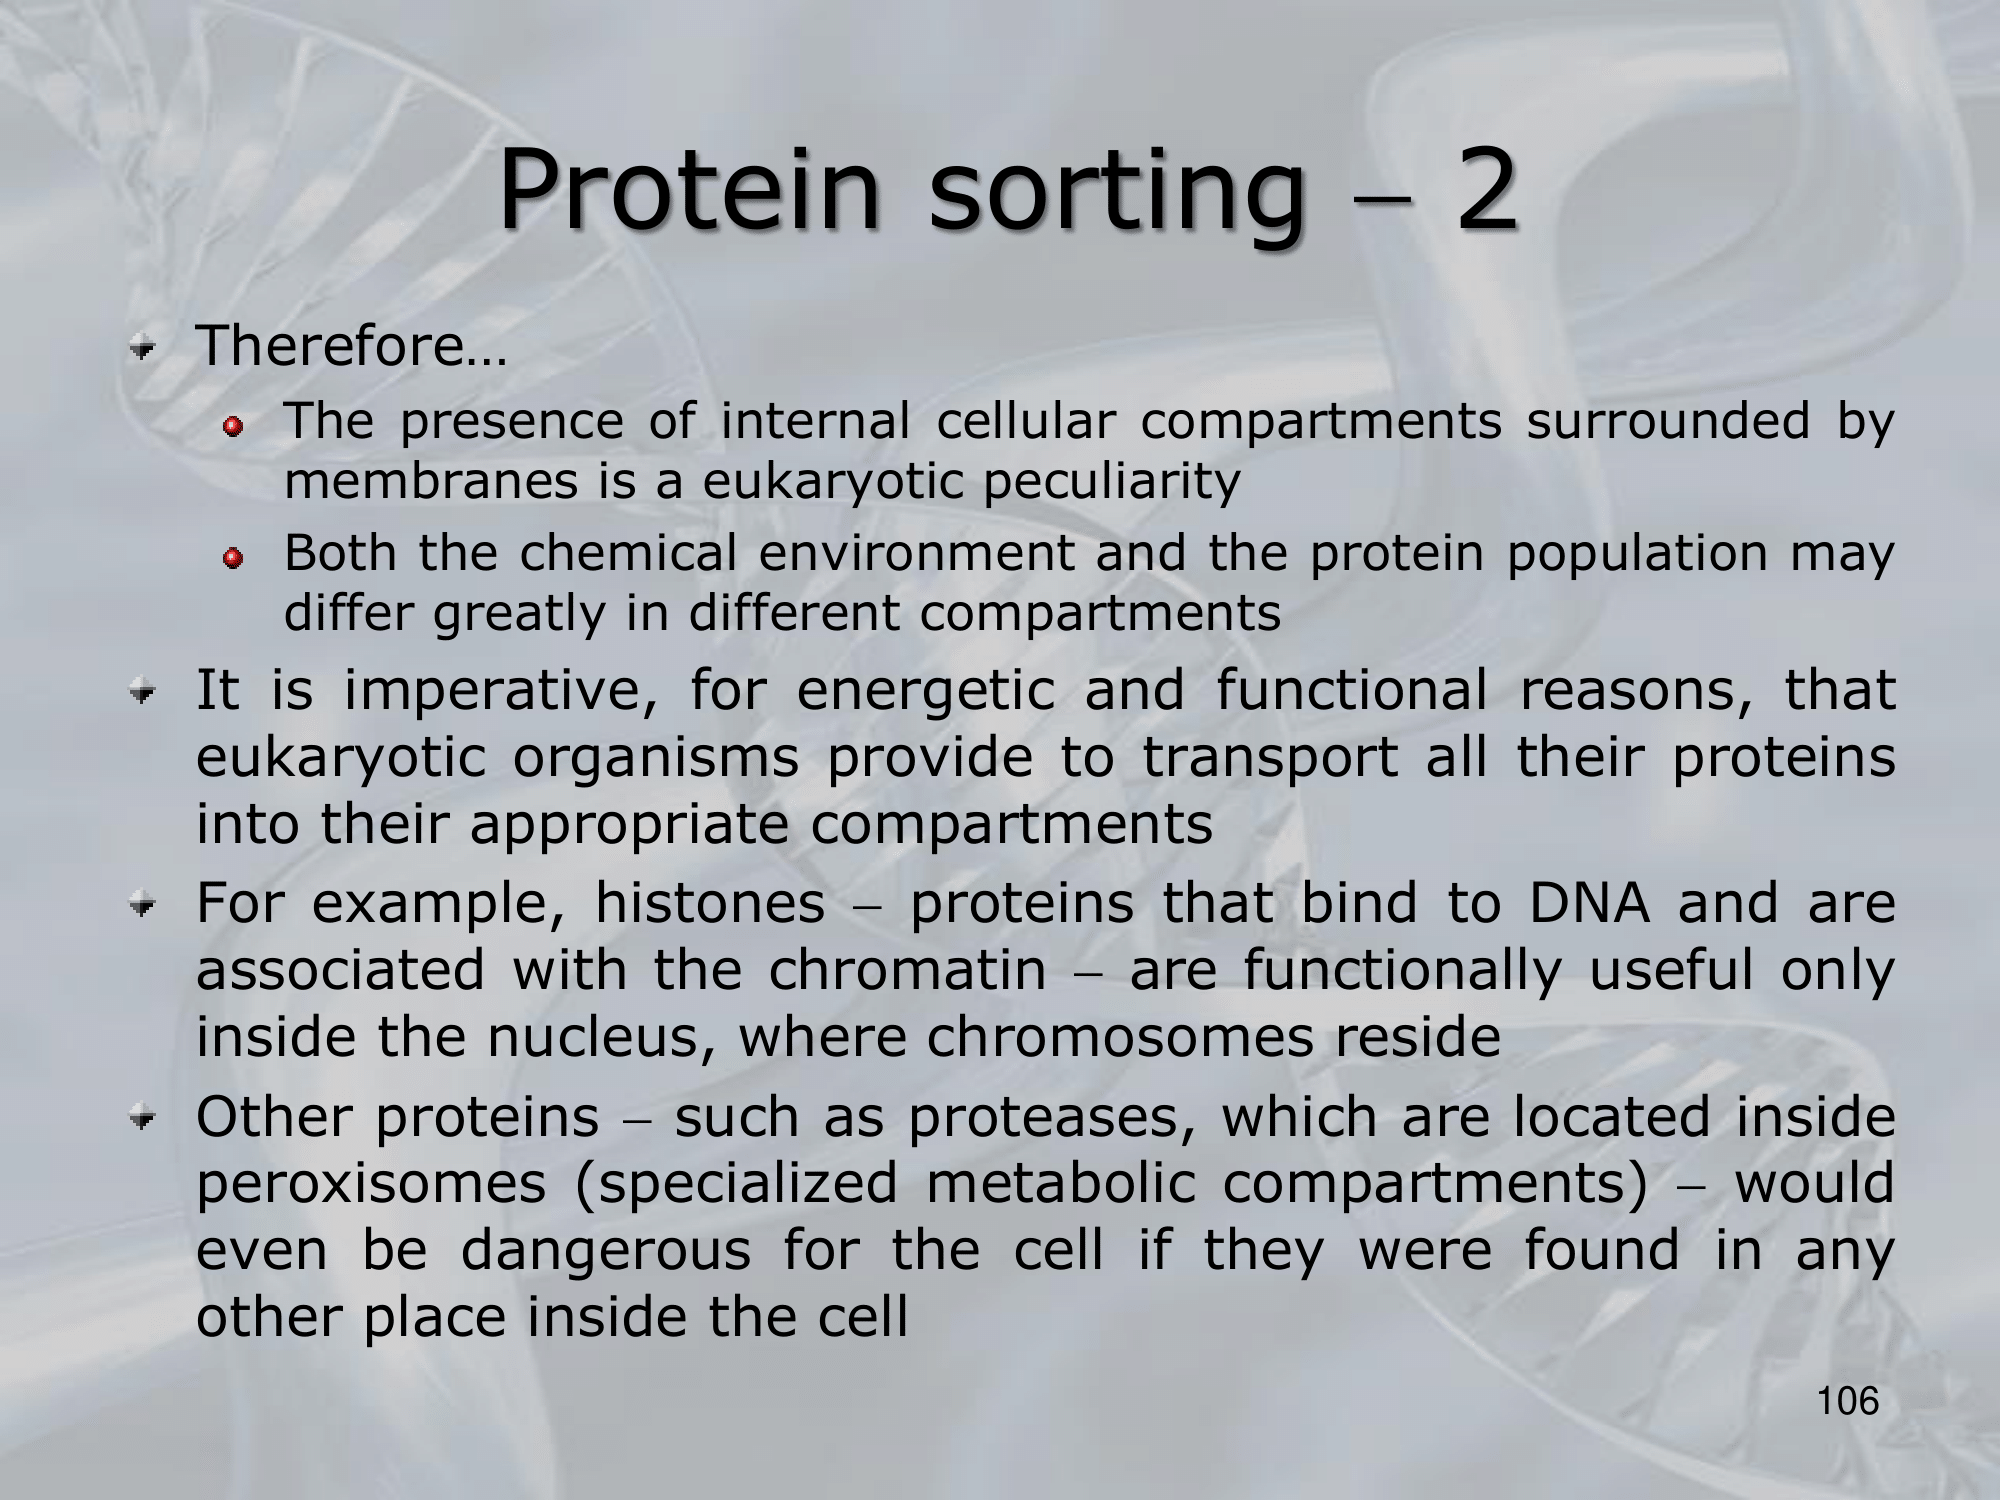 Protein sorting – 2
Therefore…
The presence of internal cellular compartments surrounded by
membranes is a eukaryotic peculiarity
Both the chemical environment and the protein population may
differ greatly in different compartments
It is imperative, for energetic and functional reasons, that
eukaryotic organisms provide to transport all their proteins
into their appropriate compartments
For example, histones – proteins that bind to DNA and are
associated with the chromatin – are functionally useful only
inside the nucleus, where chromosomes reside
Other proteins – such as proteases, which are located inside
peroxisomes (specialized metabolic compartments) – would
even be dangerous for the cell if they were found in any
other place inside the cell
106